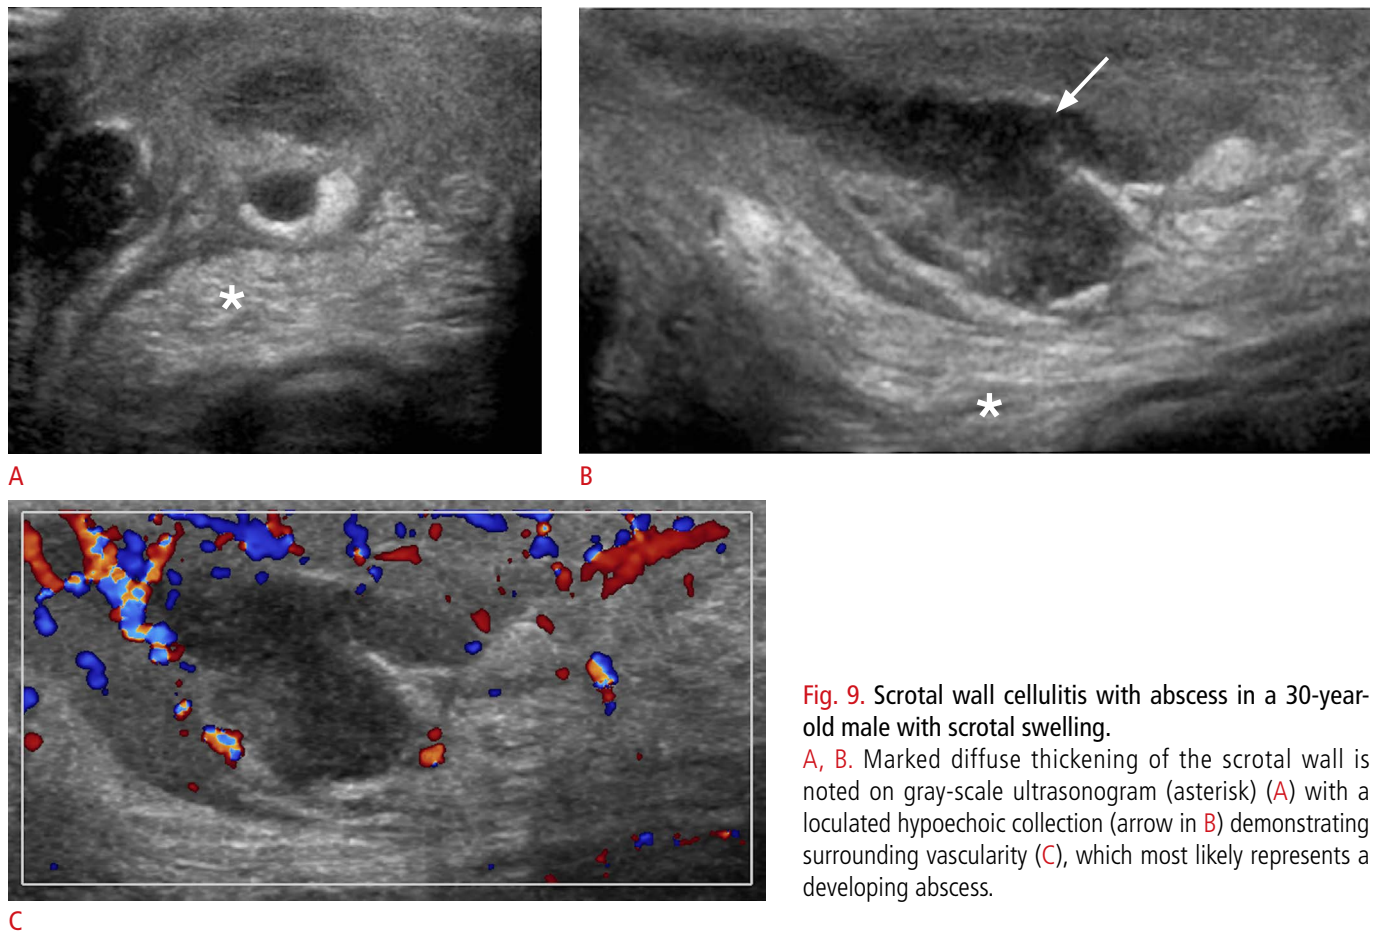 A
B
C
Fig. 9. Scrotal wall cellulitis with abscess in a 30-year-
old male with scrotal swelling.
A, B. Marked diffuse thickening of the scrotal wall is
noted on gray-scale ultrasonogram (asterisk) (A) with a
loculated hypoechoic collection (arrow in B) demonstrating
surrounding vascularity (C), which most likely represents a
developing abscess.